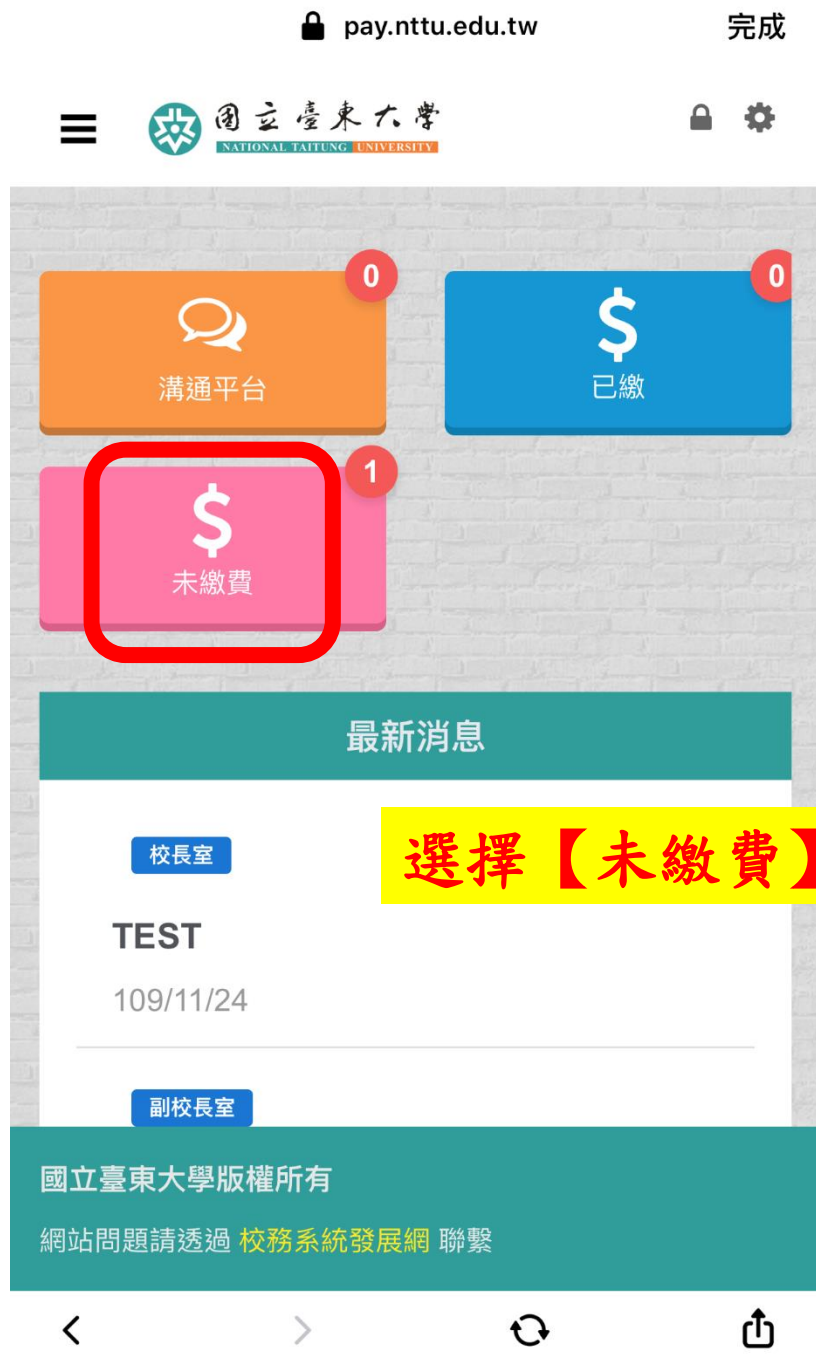 pay.nttu.edu.tw
完成
國立臺東大學
NATIONAL TAITUNG UNIVERSITY
0
溝通平台
0
$
已繳
1
$
未繳費
最新消息
校長室
選擇【未繳費】
TEST
109/11/24
副校長室
國立臺東大學版權所有
網站問題請透過 校務系統發展網 聯繫